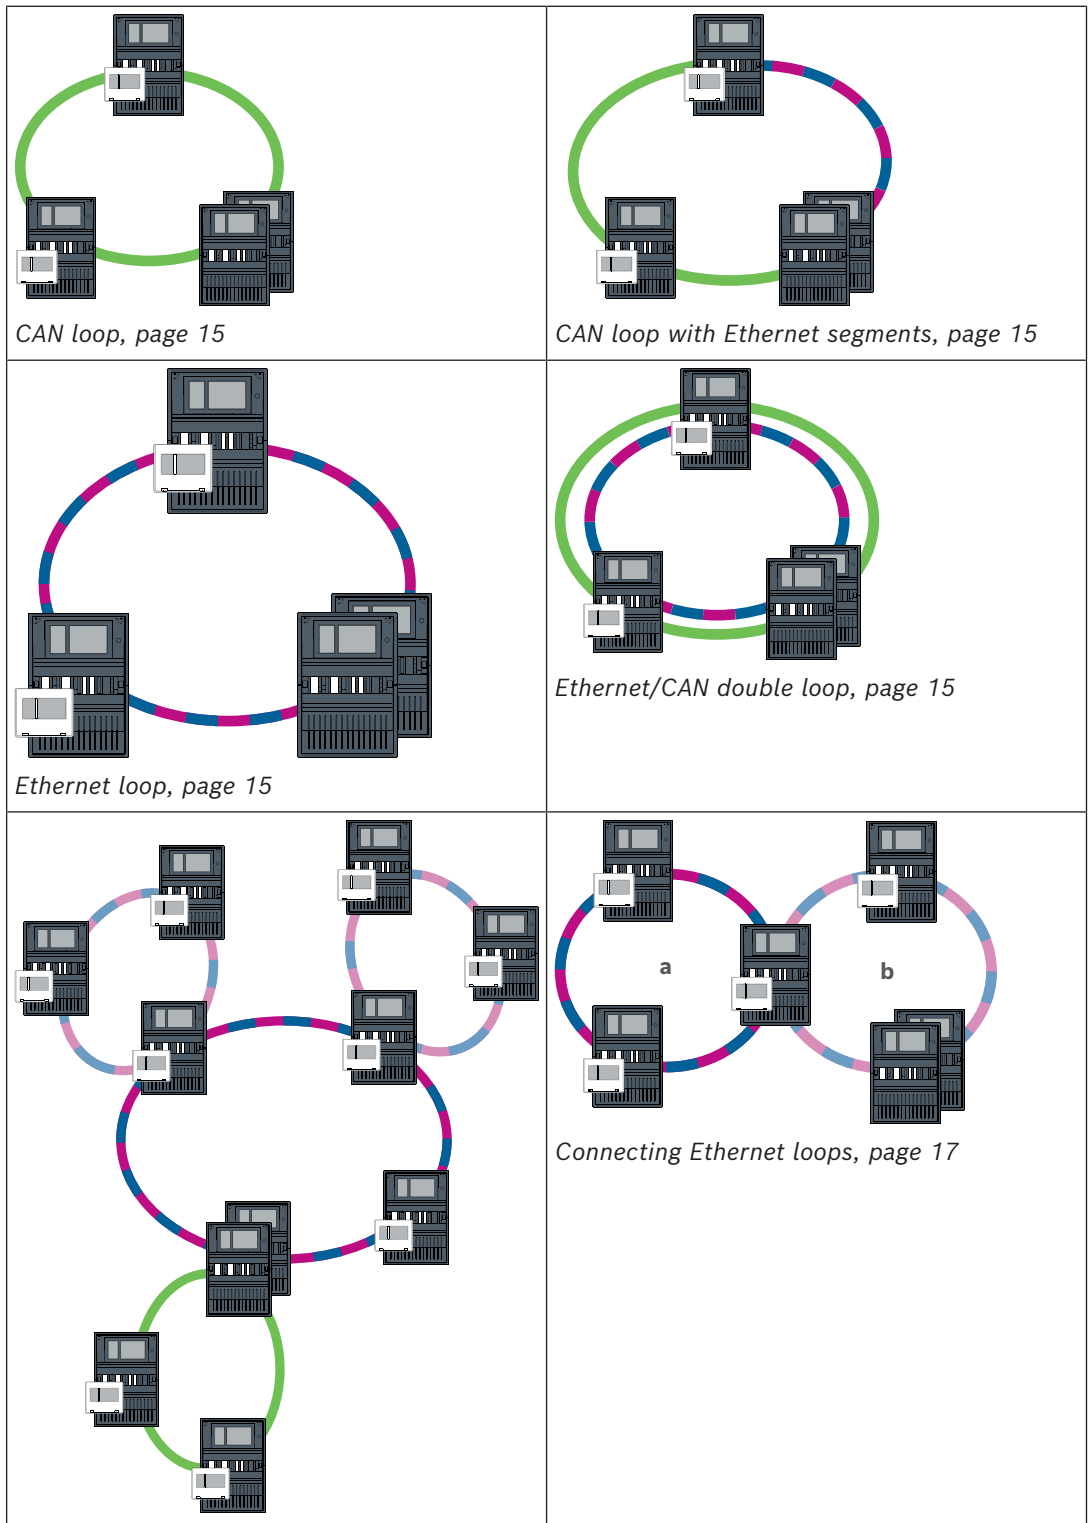 CAN loop, page 15
CAN loop with Ethernet segments, page 15
Ethernet loop, page 15
Ethernet/CAN double loop, page 15
a
b
Connecting Ethernet loops, page 17